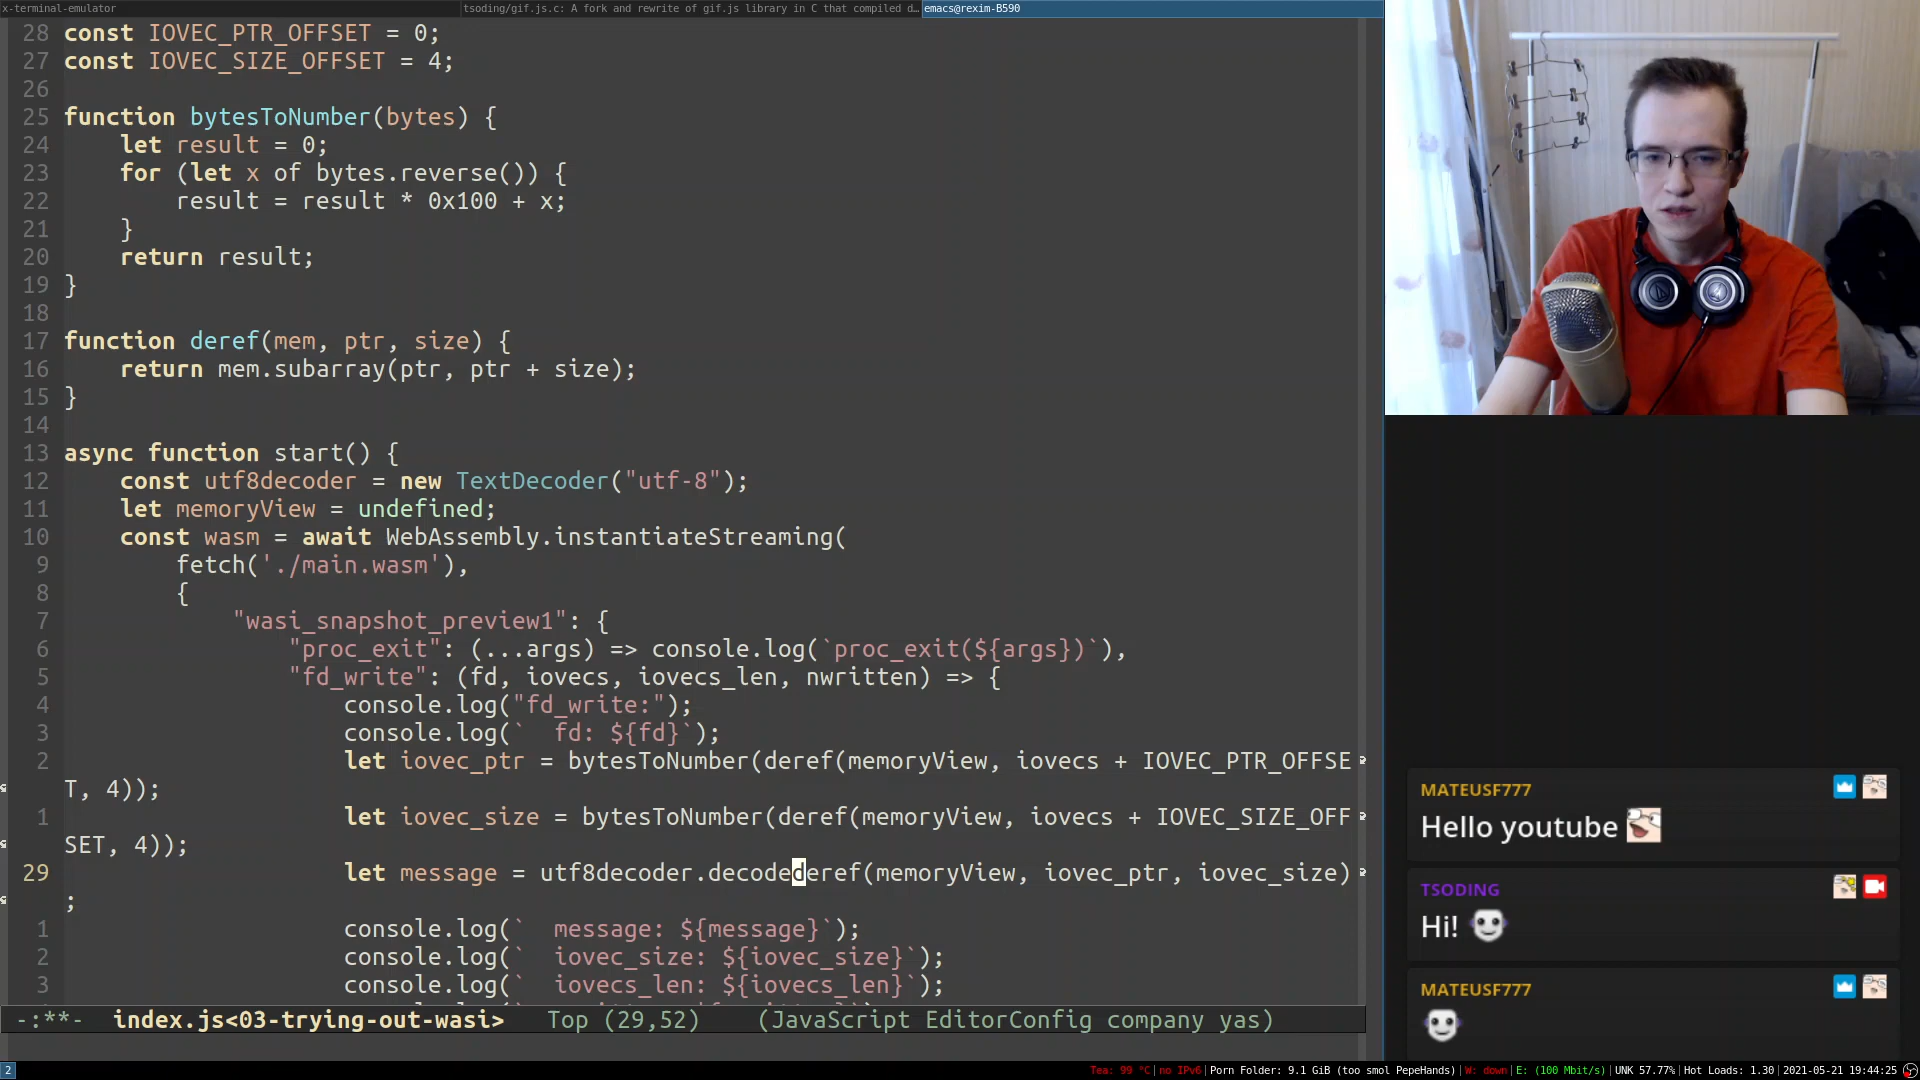 x-terminal-emulator
tsoding/gif.js.c: A fork and rewrite of gif.js library in C that compiled d…
emacs@rexim-B590
28 const IOVEC_PTR_OFFSET = 0;
27 const IOVEC_SIZE_OFFSET = 4;
26
25 function bytesToNumber(bytes) {
24     let result = 0;
23     for (let x of bytes.reverse()) {
22         result = result * 0x100 + x;
21     }
20     return result;
19 }
18
17 function deref(mem, ptr, size) {
16     return mem.subarray(ptr, ptr + size);
15 }
14
13 async function start() {
12     const utf8decoder = new TextDecoder("utf-8");
11     let memoryView = undefined;
10     const wasm = await WebAssembly.instantiateStreaming(
9         fetch('./main.wasm'),
8         {
7             "wasi_snapshot_preview1": {
6                 "proc_exit": (...args) => console.log(`proc_exit(${args})`),
5                 "fd_write": (fd, iovecs, iovecs_len, nwritten) => {
4                     console.log("fd_write:");
3                     console.log(`  fd: ${fd}`);
2                     let iovec_ptr = bytesToNumber(deref(memoryView, iovecs + IOVEC_PTR_OFFSE
T, 4));
1                     let iovec_size = bytesToNumber(deref(memoryView, iovecs + IOVEC_SIZE_OFF
SET, 4));
29                     let message = utf8decoder.decodederef(memoryView, iovec_ptr, iovec_size)
;
1                     console.log(`  message: ${message}`);
2                     console.log(`  iovec_size: ${iovec_size}`);
3                     console.log(`  iovecs_len: ${iovecs_len}`);
-:**-  index.js<03-trying-out-wasi>   Top (29,52)    (JavaScript EditorConfig company yas)
MATEUSF777
Hello youtube
TSODING
Hi!
MATEUSF777
2
Tea: 99 °C|no IPv6|Porn Folder: 9.1 GiB (too smol PepeHands)|W: down|E: (100 Mbit/s)|UNK 57.77%|Hot Loads: 1.30|2021-05-21 19:44:25